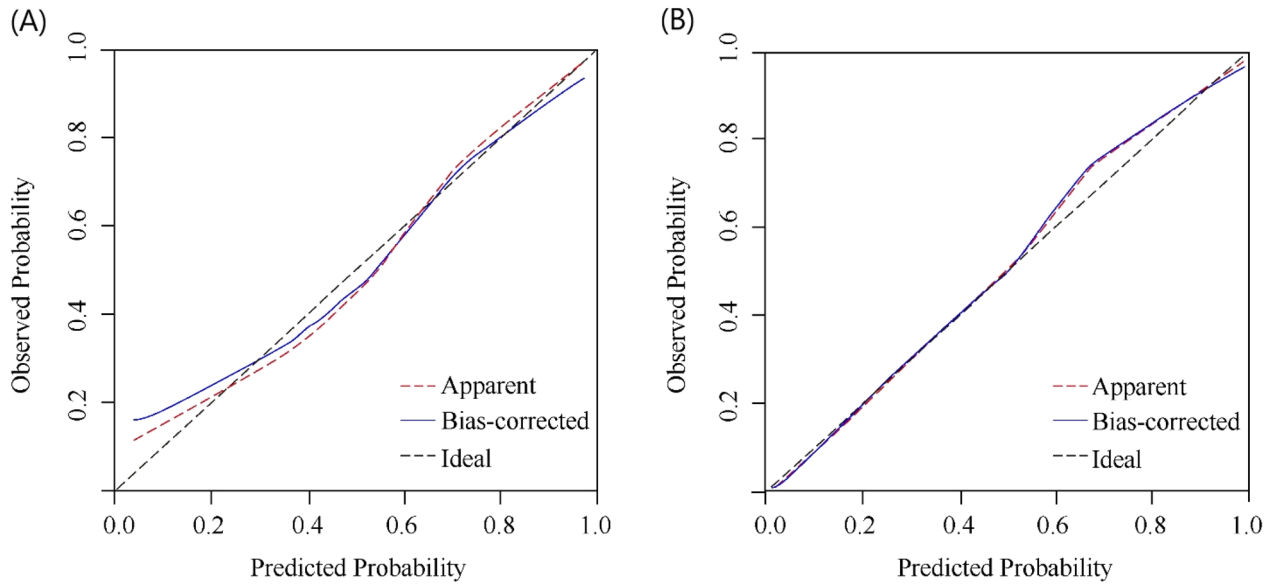 (A)
1.0
0.8
0.6
0.4
0.2
Observed Probability
Apparent
Bias-corrected
Ideal
0.0 0.2 0.4 0.6 0.8 1.0
Predicted Probability
(B)
1.0
0.8
0.6
0.4
0.2
Observed Probability
Apparent
Bias-corrected
Ideal
0.0 0.2 0.4 0.6 0.8 1.0
Predicted Probability